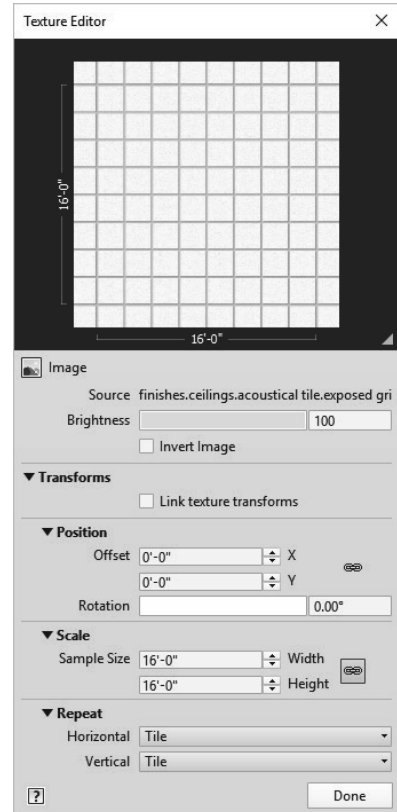 Texture Editor
16'-0"
16'-0"
Image
Source finishes.ceilings.acoustical tile.exposed gri
Brightness 100
Invert Image
Transforms
Link texture transforms
Position
Offset 0'-0" X
0'-0" Y
Rotation 0.00°
Scale
Sample Size 16'-0" Width
16'-0" Height
Repeat
Horizontal Tile
Vertical Tile
? Done